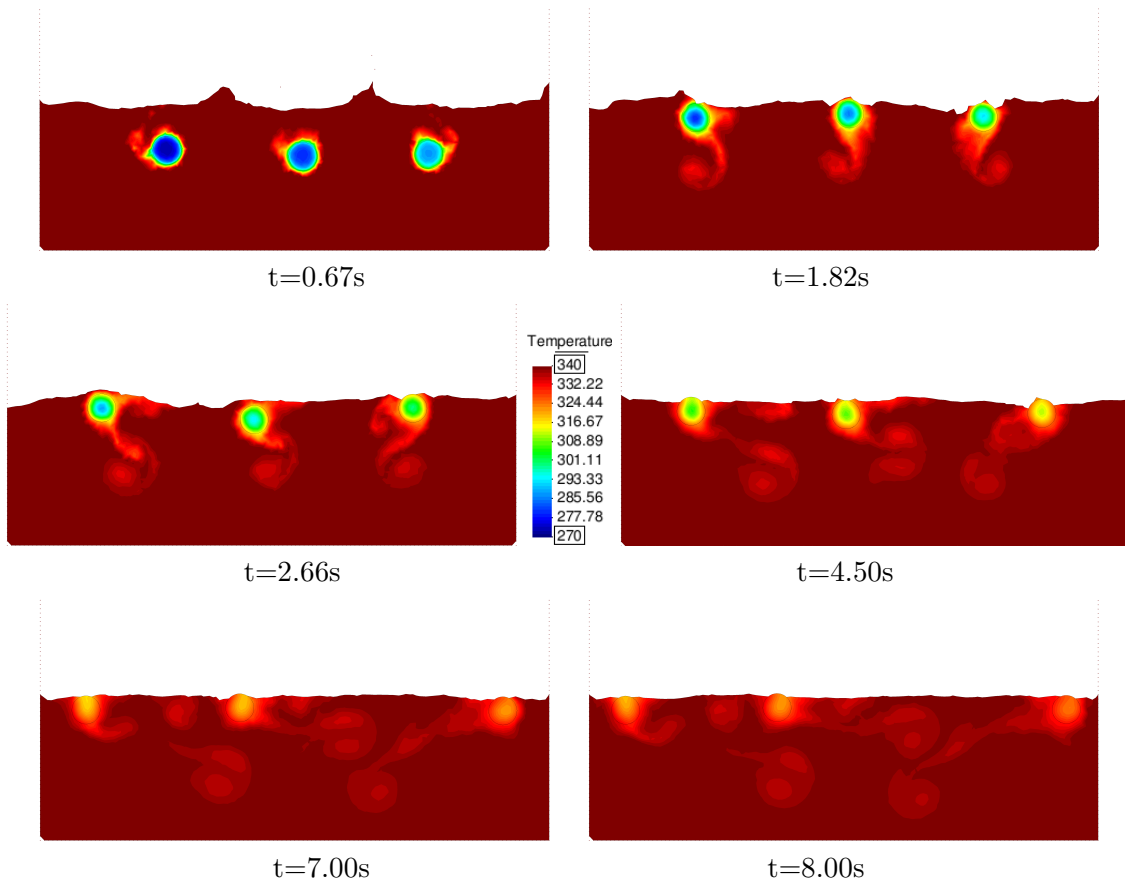 t=0.67s
t=1.82s
Temperature
340
332.22
324.44
316.67
308.89
301.11
293.33
285.56
277.78
270
t=2.66s
t=4.50s
t=7.00s
t=8.00s